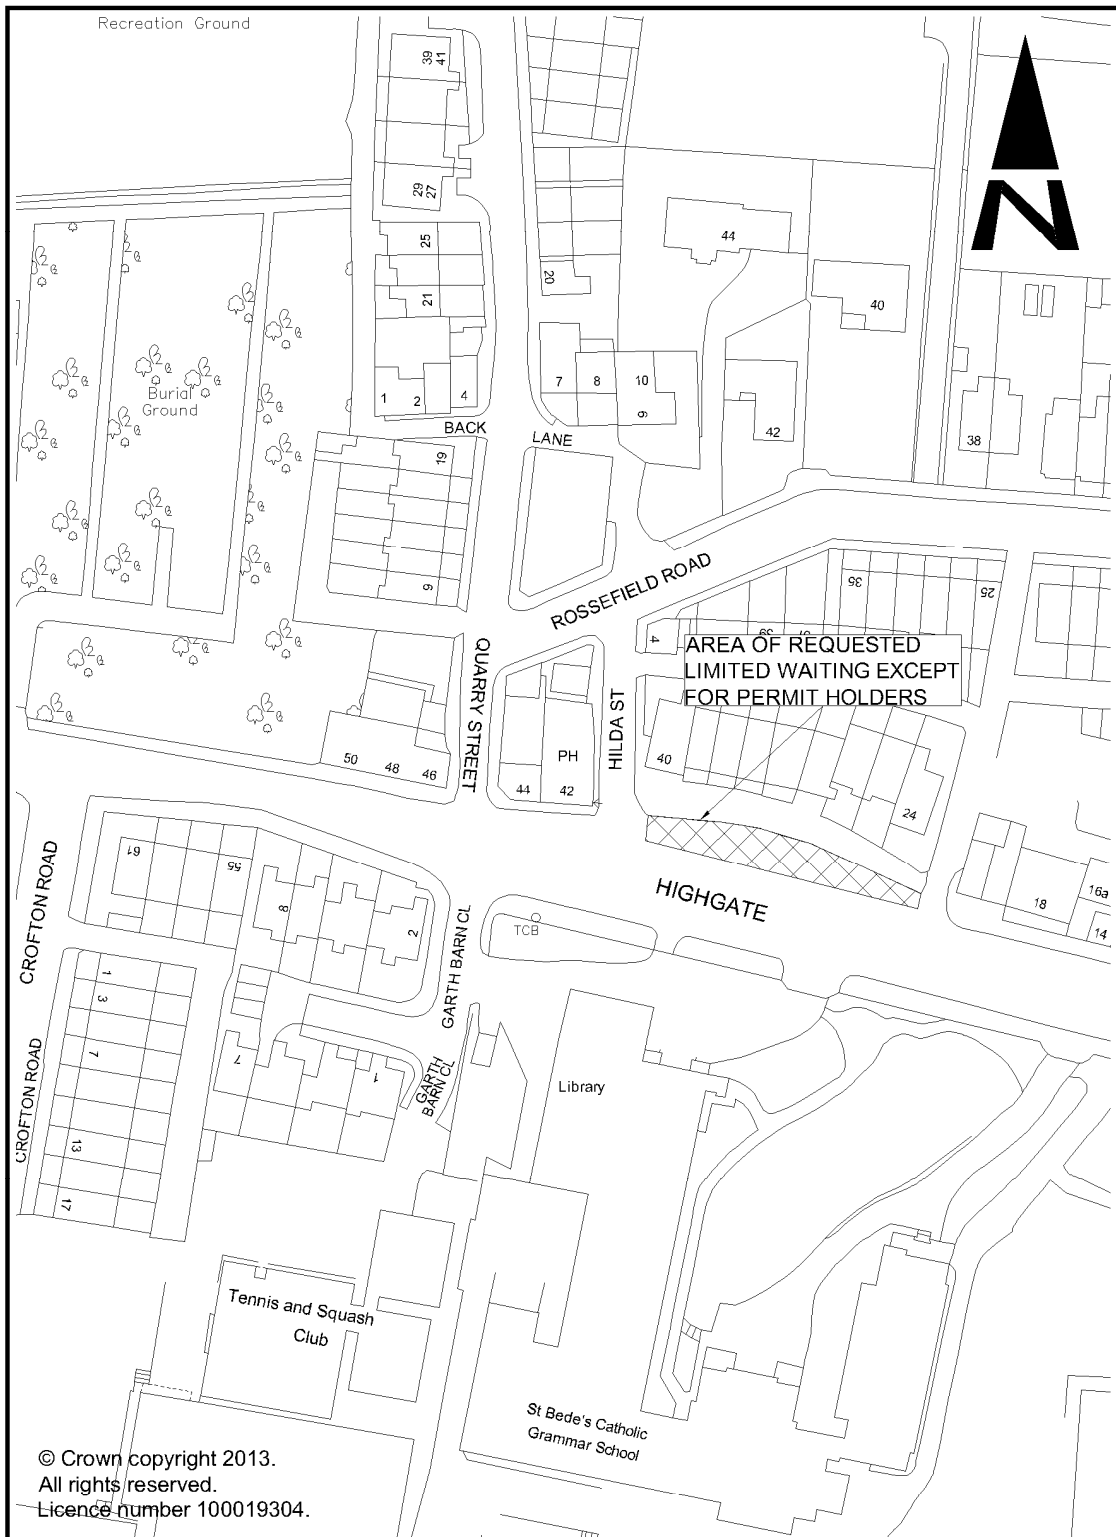 Recreation Ground
39
41
N
29
27
44
25
20
40
21
7
8
10
1
2
4
6
42
38
Burial
Ground
BACK
LANE
19
9
ROSSEFIELD ROAD
35
25
4
39
37
AREA OF REQUESTED
LIMITED WAITING EXCEPT
FOR PERMIT HOLDERS
QUARRY STREET
HILDA ST
PH
50
48
46
44
42
40
24
61
55
CROFTON ROAD
8
2
HIGHGATE
18
16a
14
TCB
GARTH BARN CL
1
3
7
13
17
CROFTON ROAD
7
1
GARTH
BARN CL
Library
Tennis and Squash
Club
St Bede's Catholic
Grammar School
© Crown copyright 2013.
All rights reserved.
Licence number 100019304.